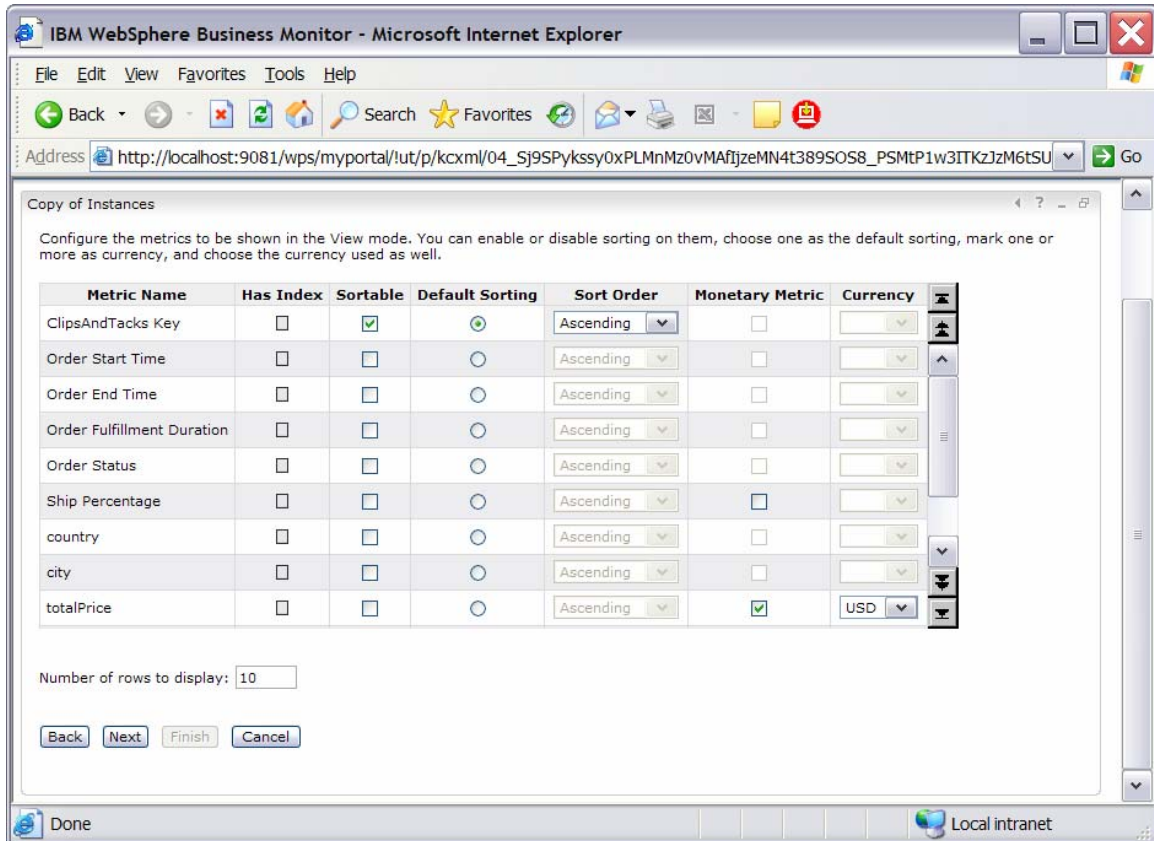 IBM WebSphere Business Monitor - Microsoft Internet Explorer
File Edit View Favorites Tools Help
Back Search Favorites
Address http://localhost:9081/wps/myportal/!ut/p/kcxml/04_Sj9SPykssy0xPLMnMz0vMAfIjzeMN4t389SOS8_PSMtP1w3ITKzJzM6tSU Go
Copy of Instances ?
Configure the metrics to be shown in the View mode. You can enable or disable sorting on them, choose one as the default sorting, mark one or
more as currency, and choose the currency used as well.
Metric Name Has Index Sortable Default Sorting Sort Order Monetary Metric Currency
ClipsAndTacks Key Ascending
Order Start Time Ascending
Order End Time Ascending
Order Fulfillment Duration Ascending
Order Status Ascending
Ship Percentage Ascending
country Ascending
city Ascending
totalPrice Ascending USD
Number of rows to display: 10
Back Next Finish Cancel
Done Local intranet